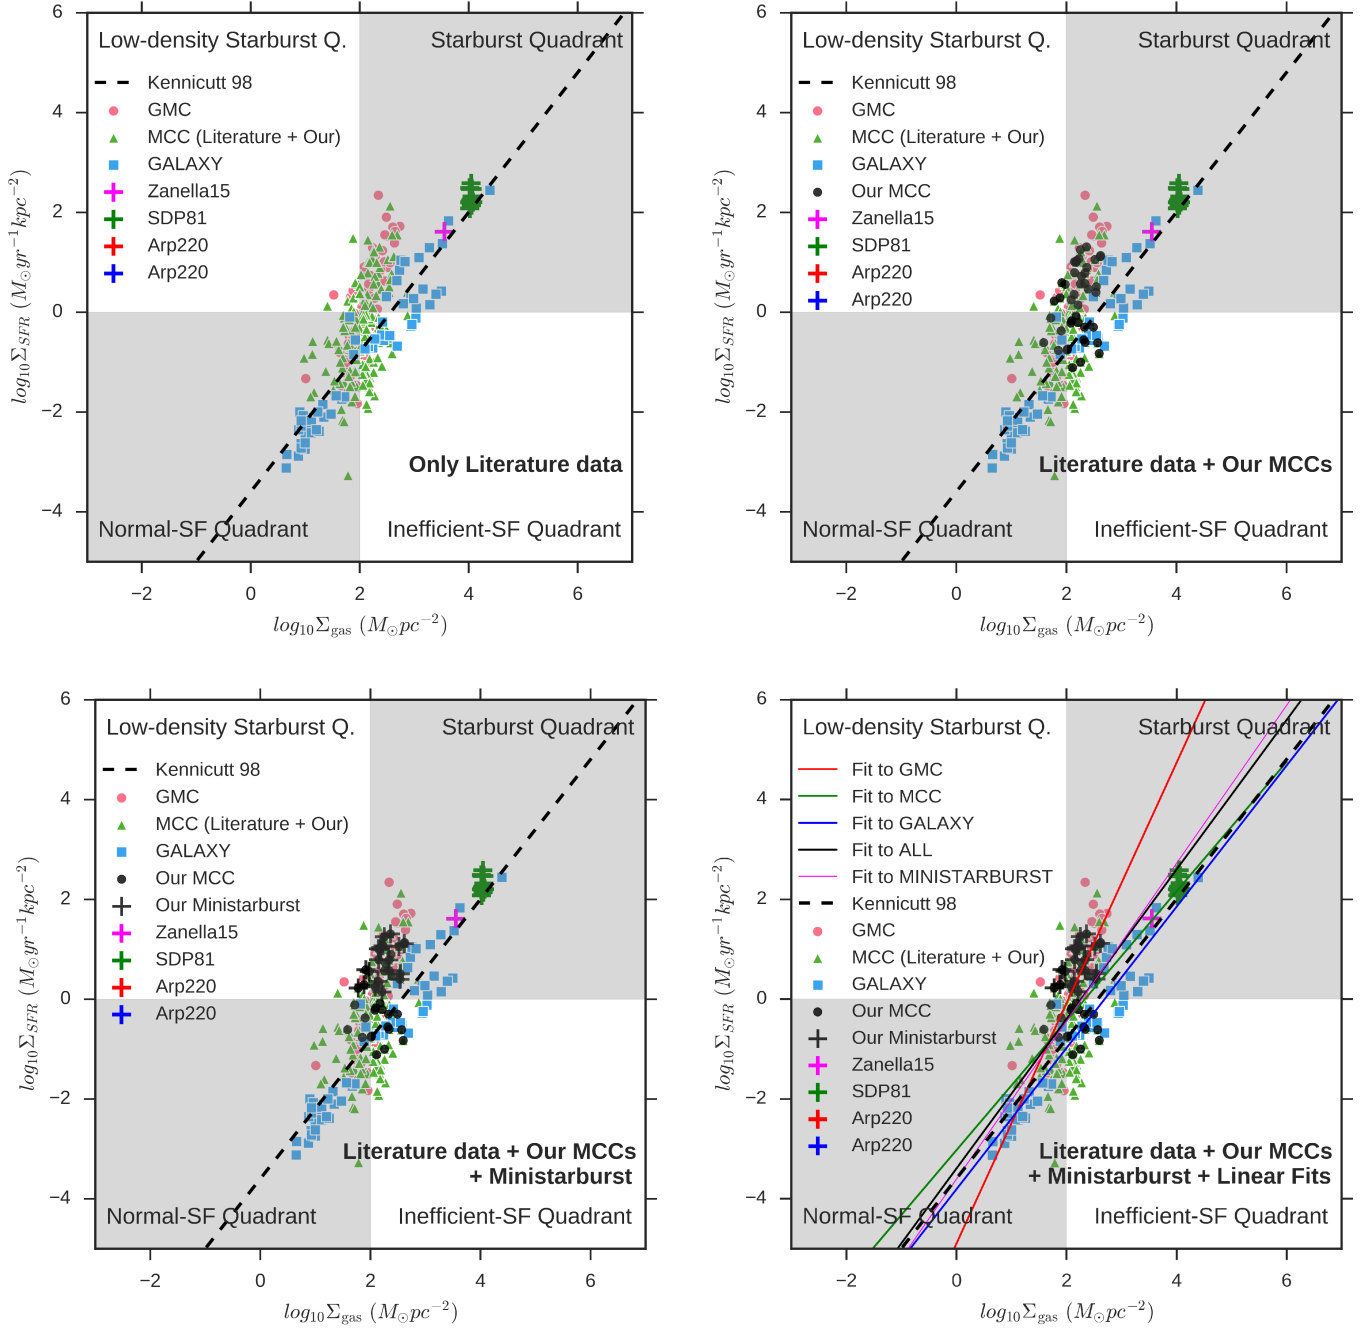 6
Low-density Starburst Q.
Starburst Quadrant
Kennicutt 98
GMC
MCC (Literature + Our)
GALAXY
Zanella15
SDP81
Arp220
Arp220
4
2
0
−2
−4
Only Literature data
Normal-SF Quadrant
Inefficient-SF Quadrant
−2 0 2 4 6
log₁₀Σ_SFR (M⊙yr⁻¹kpc⁻²)
log₁₀Σ_gas (M⊙pc⁻²)
6
Low-density Starburst Q.
Starburst Quadrant
Kennicutt 98
GMC
MCC (Literature + Our)
GALAXY
Our MCC
Zanella15
SDP81
Arp220
Arp220
4
2
0
−2
−4
Literature data + Our MCCs
Normal-SF Quadrant
Inefficient-SF Quadrant
−2 0 2 4 6
log₁₀Σ_SFR (M⊙yr⁻¹kpc⁻²)
log₁₀Σ_gas (M⊙pc⁻²)
6
Low-density Starburst Q.
Starburst Quadrant
Kennicutt 98
GMC
MCC (Literature + Our)
GALAXY
Our MCC
Our Ministarburst
Zanella15
SDP81
Arp220
Arp220
4
2
0
−2
−4
Literature data + Our MCCs
+ Ministarburst
Normal-SF Quadrant
Inefficient-SF Quadrant
−2 0 2 4 6
log₁₀Σ_SFR (M⊙yr⁻¹kpc⁻²)
log₁₀Σ_gas (M⊙pc⁻²)
6
Low-density Starburst Q.
Starburst Quadrant
Fit to GMC
Fit to MCC
Fit to GALAXY
Fit to ALL
Fit to MINISTARBURST
Kennicutt 98
GMC
MCC (Literature + Our)
GALAXY
Our MCC
Our Ministarburst
Zanella15
SDP81
Arp220
Arp220
4
2
0
−2
−4
Literature data + Our MCCs
+ Ministarburst + Linear Fits
Normal-SF Quadrant
Inefficient-SF Quadrant
−2 0 2 4 6
log₁₀Σ_SFR (M⊙yr⁻¹kpc⁻²)
log₁₀Σ_gas (M⊙pc⁻²)